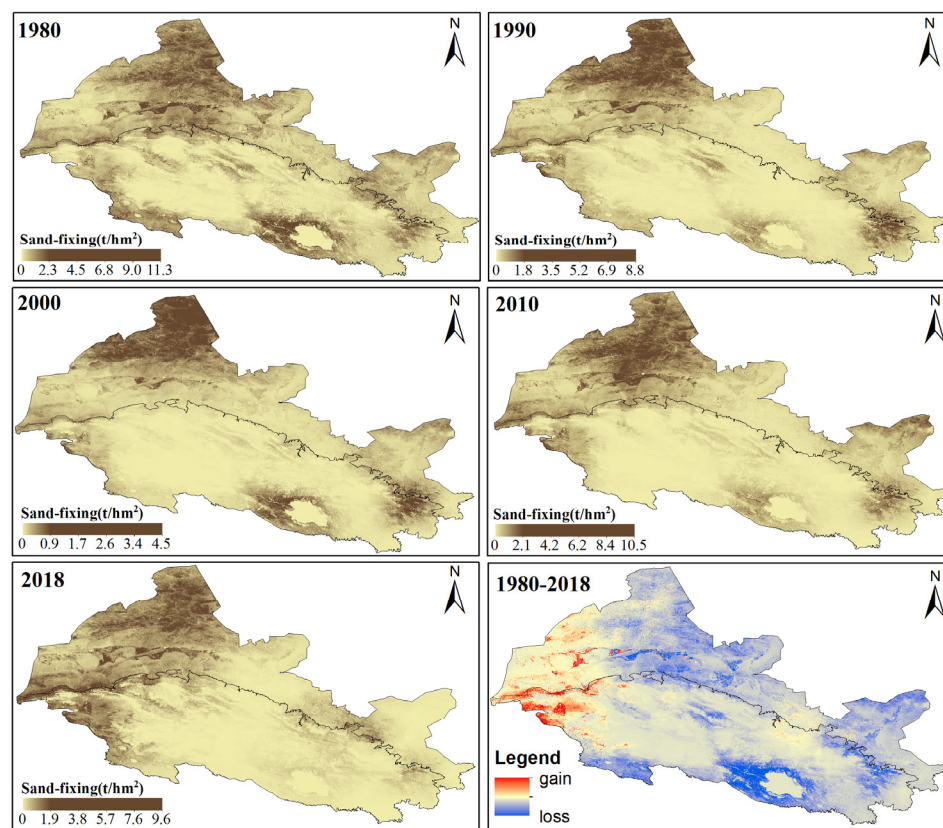 1980
N
Sand-fixing(t/hm²)
0 2.3 4.5 6.8 9.0 11.3
1990
N
Sand-fixing(t/hm²)
0 1.8 3.5 5.2 6.9 8.8
2000
N
Sand-fixing(t/hm²)
0 0.9 1.7 2.6 3.4 4.5
2010
N
Sand-fixing(t/hm²)
0 2.1 4.2 6.2 8.4 10.5
2018
N
Sand-fixing(t/hm²)
0 1.9 3.8 5.7 7.6 9.6
1980-2018
N
Legend
gain
loss